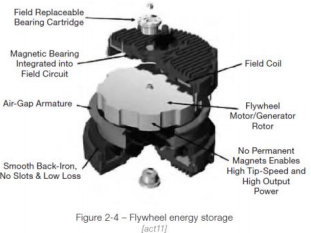 Field Replaceable
Bearing Cartridge
Magnetic Bearing
Integrated into
Field Circuit
Field Coil
Air-Gap Armature
Flywheel
Motor/Generator
Rotor
Smooth Back-Iron,
No Slots & Low Loss
No Permanent
Magnets Enables
High Tip-Speed and
High Output
Power
Figure 2-4 – Flywheel energy storage
[act11]